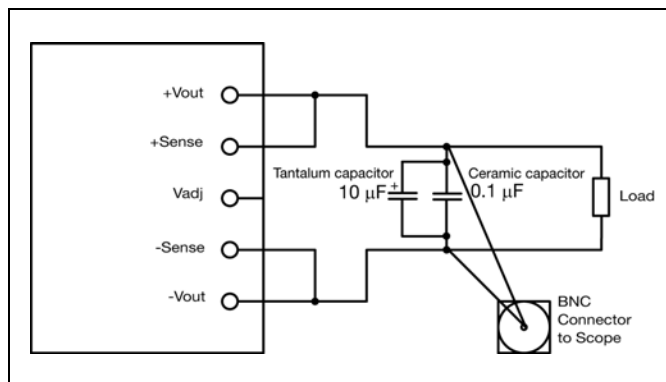 +Vout
+Sense
Vadj
-Sense
-Vout
Tantalum capacitor
10 μF
+
Ceramic capacitor
0.1 μF
Load
BNC
Connector
to Scope